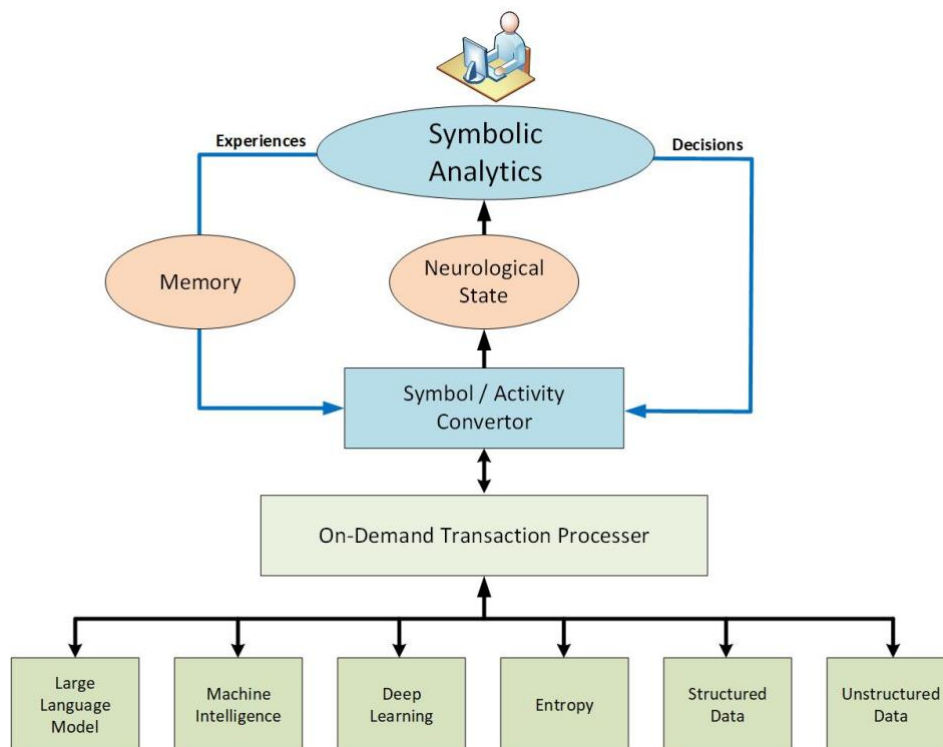 Symbolic
Analytics
Experiences
Decisions
Memory
Neurological
State
Symbol / Activity
Convertor
On-Demand Transaction Processer
Large
Language
Model
Machine
Intelligence
Deep
Learning
Entropy
Structured
Data
Unstructured
Data